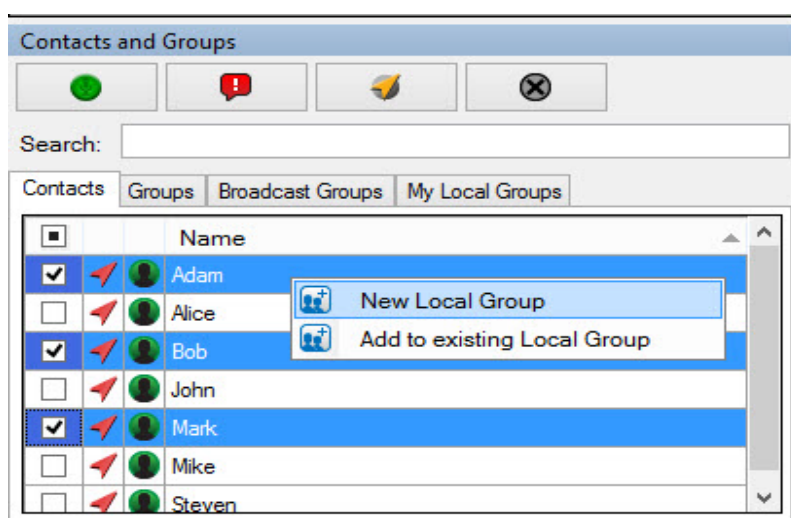 Contacts and Groups
Search:
Contacts Groups Broadcast Groups My Local Groups
Name
Adam
New Local Group
Alice
Add to existing Local Group
Bob
John
Mark
Mike
Steven